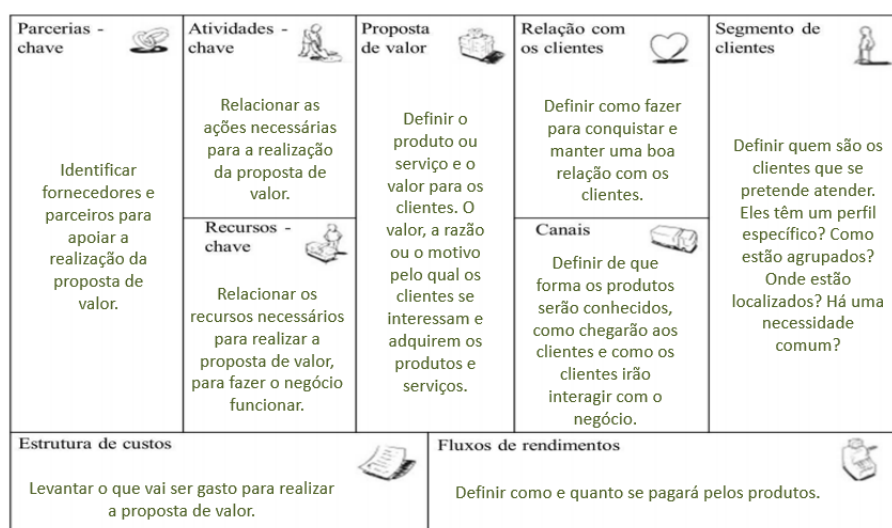 Parcerias -
chave
Identificar
fornecedores e
parceiros para
apoiar a
realização da
proposta de
valor.
Atividades -
chave
Relacionar as
ações necessárias
para a realização
da proposta de
valor.
Recursos -
chave
Relacionar os
recursos necessários
para realizar a
proposta de valor,
para fazer o negócio
funcionar.
Proposta
de valor
Definir o
produto ou
serviço e o
valor para os
clientes. O
valor, a razão
ou o motivo
pelo qual os
clientes se
interessam e
adquirem os
produtos e
serviços.
Relação com
os clientes
Definir como fazer
para conquistar e
manter uma boa
relação com os
clientes.
Canais
Definir de que
forma os produtos
serão conhecidos,
como chegarão aos
clientes e como os
clientes irão
interagir com o
negócio.
Segmento de
clientes
Definir quem são os
clientes que se
pretende atender.
Eles têm um perfil
específico? Como
estão agrupados?
Onde estão
localizados? Há uma
necessidade
comum?
Estrutura de custos
Levantar o que vai ser gasto para realizar
a proposta de valor.
Fluxos de rendimentos
Definir como e quanto se pagará pelos produtos.